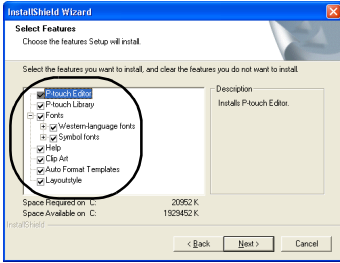 InstallShield Wizard
Select Features
Choose the features Setup will install.
Select the features you want to install, and clear the features you do not want to install.
P-touch Editor
P-touch Library
Fonts
Western-language fonts
Symbol fonts
Help
Clip Art
Auto Format Templates
Layoutstyle
Description
Installs P-touch Editor.
Space Required on C: 20952 K
Space Available on C: 1929452 K
InstallShield
< Back Next > Cancel